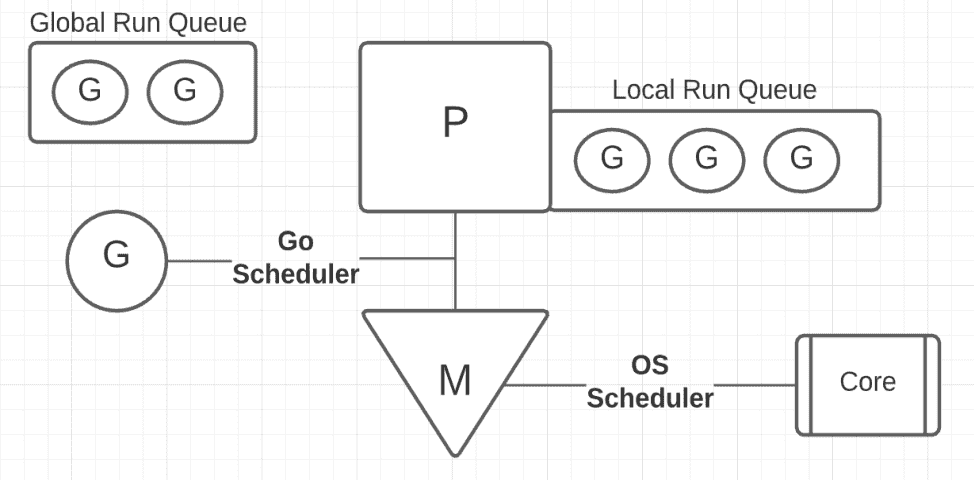 Global Run Queue
G G
P
Local Run Queue
G G G
G
Go
Scheduler
M
OS
Scheduler
Core